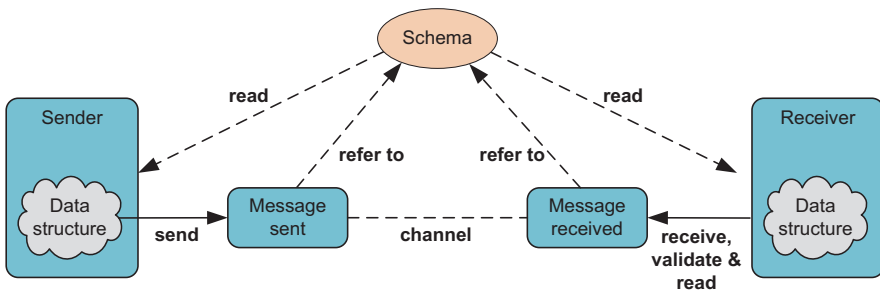 Schema
read
read
Sender
Receiver
refer to
refer to
Data
structure
send
Message
sent
channel
Message
received
receive,
validate &
read
Data
structure